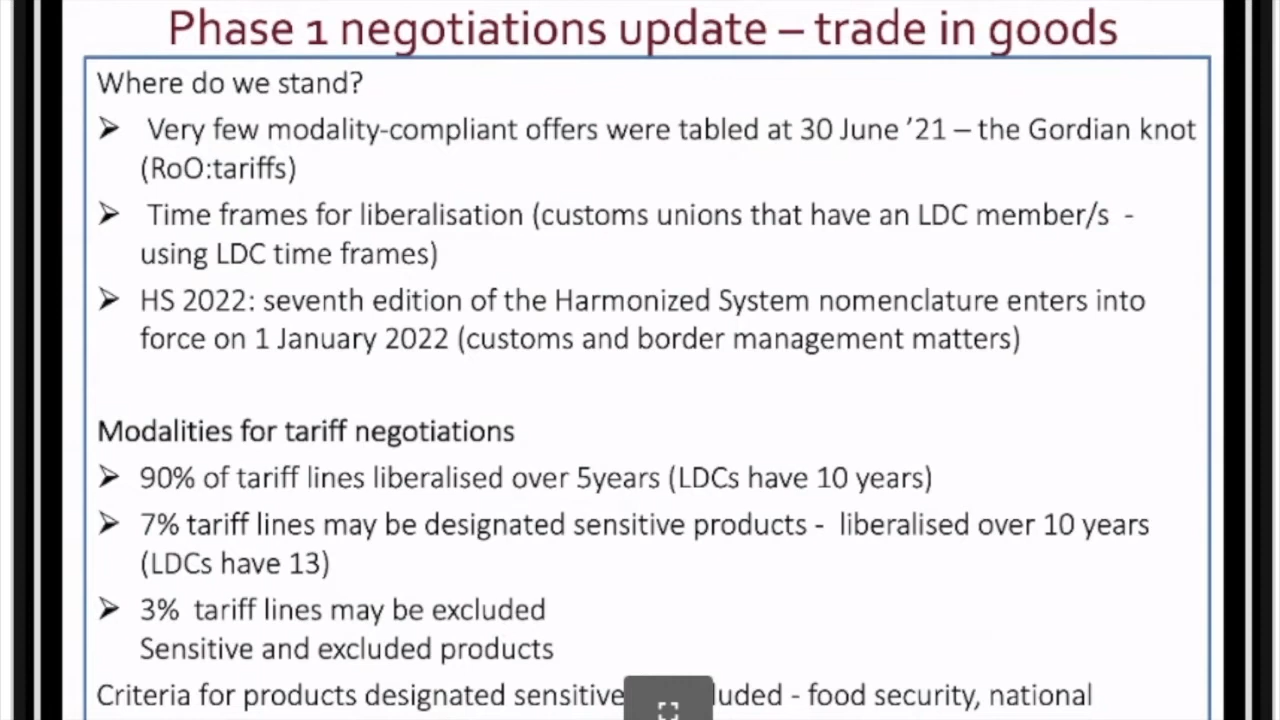 Phase 1 negotiations update – trade in goods
Where do we stand?
➢ Very few modality-compliant offers were tabled at 30 June ’21 – the Gordian knot
(RoO:tariffs)
➢ Time frames for liberalisation (customs unions that have an LDC member/s -
using LDC time frames)
➢ HS 2022: seventh edition of the Harmonized System nomenclature enters into
force on 1 January 2022 (customs and border management matters)
Modalities for tariff negotiations
➢ 90% of tariff lines liberalised over 5years (LDCs have 10 years)
➢ 7% tariff lines may be designated sensitive products - liberalised over 10 years
(LDCs have 13)
➢ 3% tariff lines may be excluded
Sensitive and excluded products
Criteria for products designated sensitive - food security, national